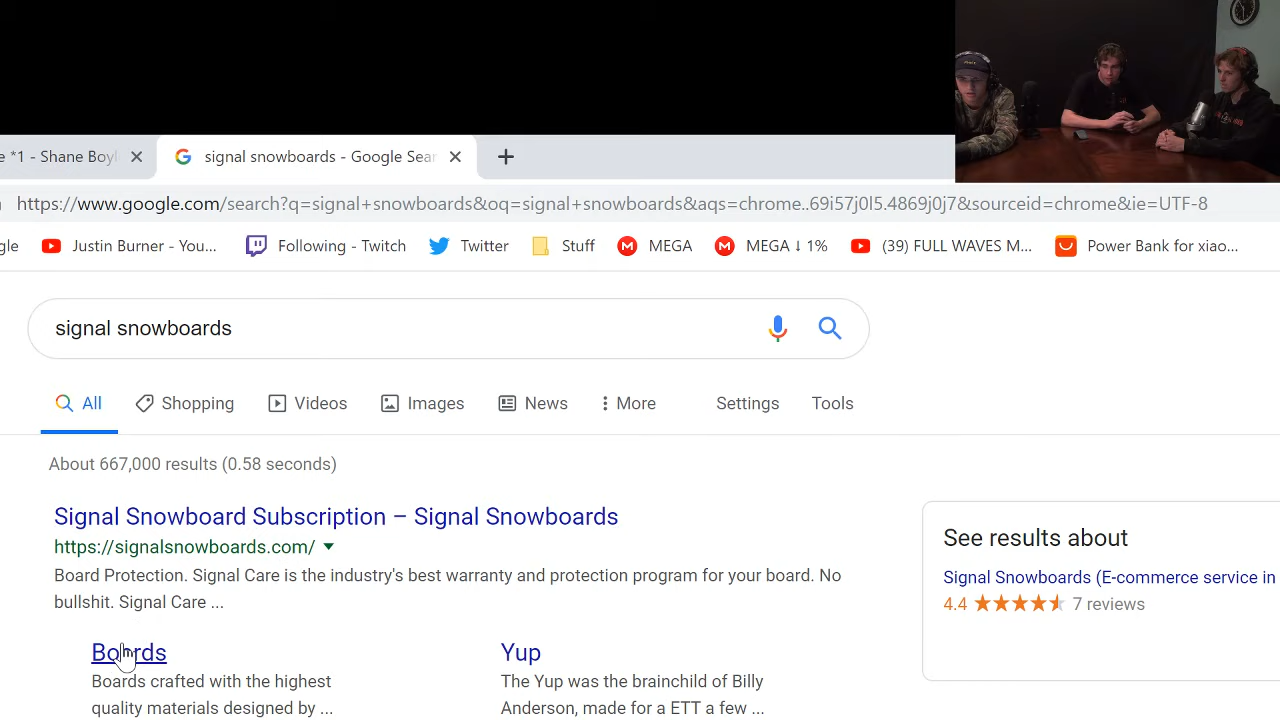 e *1 - Shane Boyl
signal snowboards - Google Sear
https://www.google.com/search?q=signal+snowboards&oq=signal+snowboards&aqs=chrome..69i57j0l5.4869j0j7&sourceid=chrome&ie=UTF-8
gle Justin Burner - You... Following - Twitch Twitter Stuff MEGA MEGA ↓ 1% (39) FULL WAVES M... Power Bank for xiao...
signal snowboards
All Shopping Videos Images News More Settings Tools
About 667,000 results (0.58 seconds)
Signal Snowboard Subscription – Signal Snowboards
https://signalsnowboards.com/
Board Protection. Signal Care is the industry's best warranty and protection program for your board. No
bullshit. Signal Care ...
Boards
Boards crafted with the highest
quality materials designed by ...
Yup
The Yup was the brainchild of Billy
Anderson, made for a ETT a few ...
See results about
Signal Snowboards (E-commerce service in
4.4 7 reviews